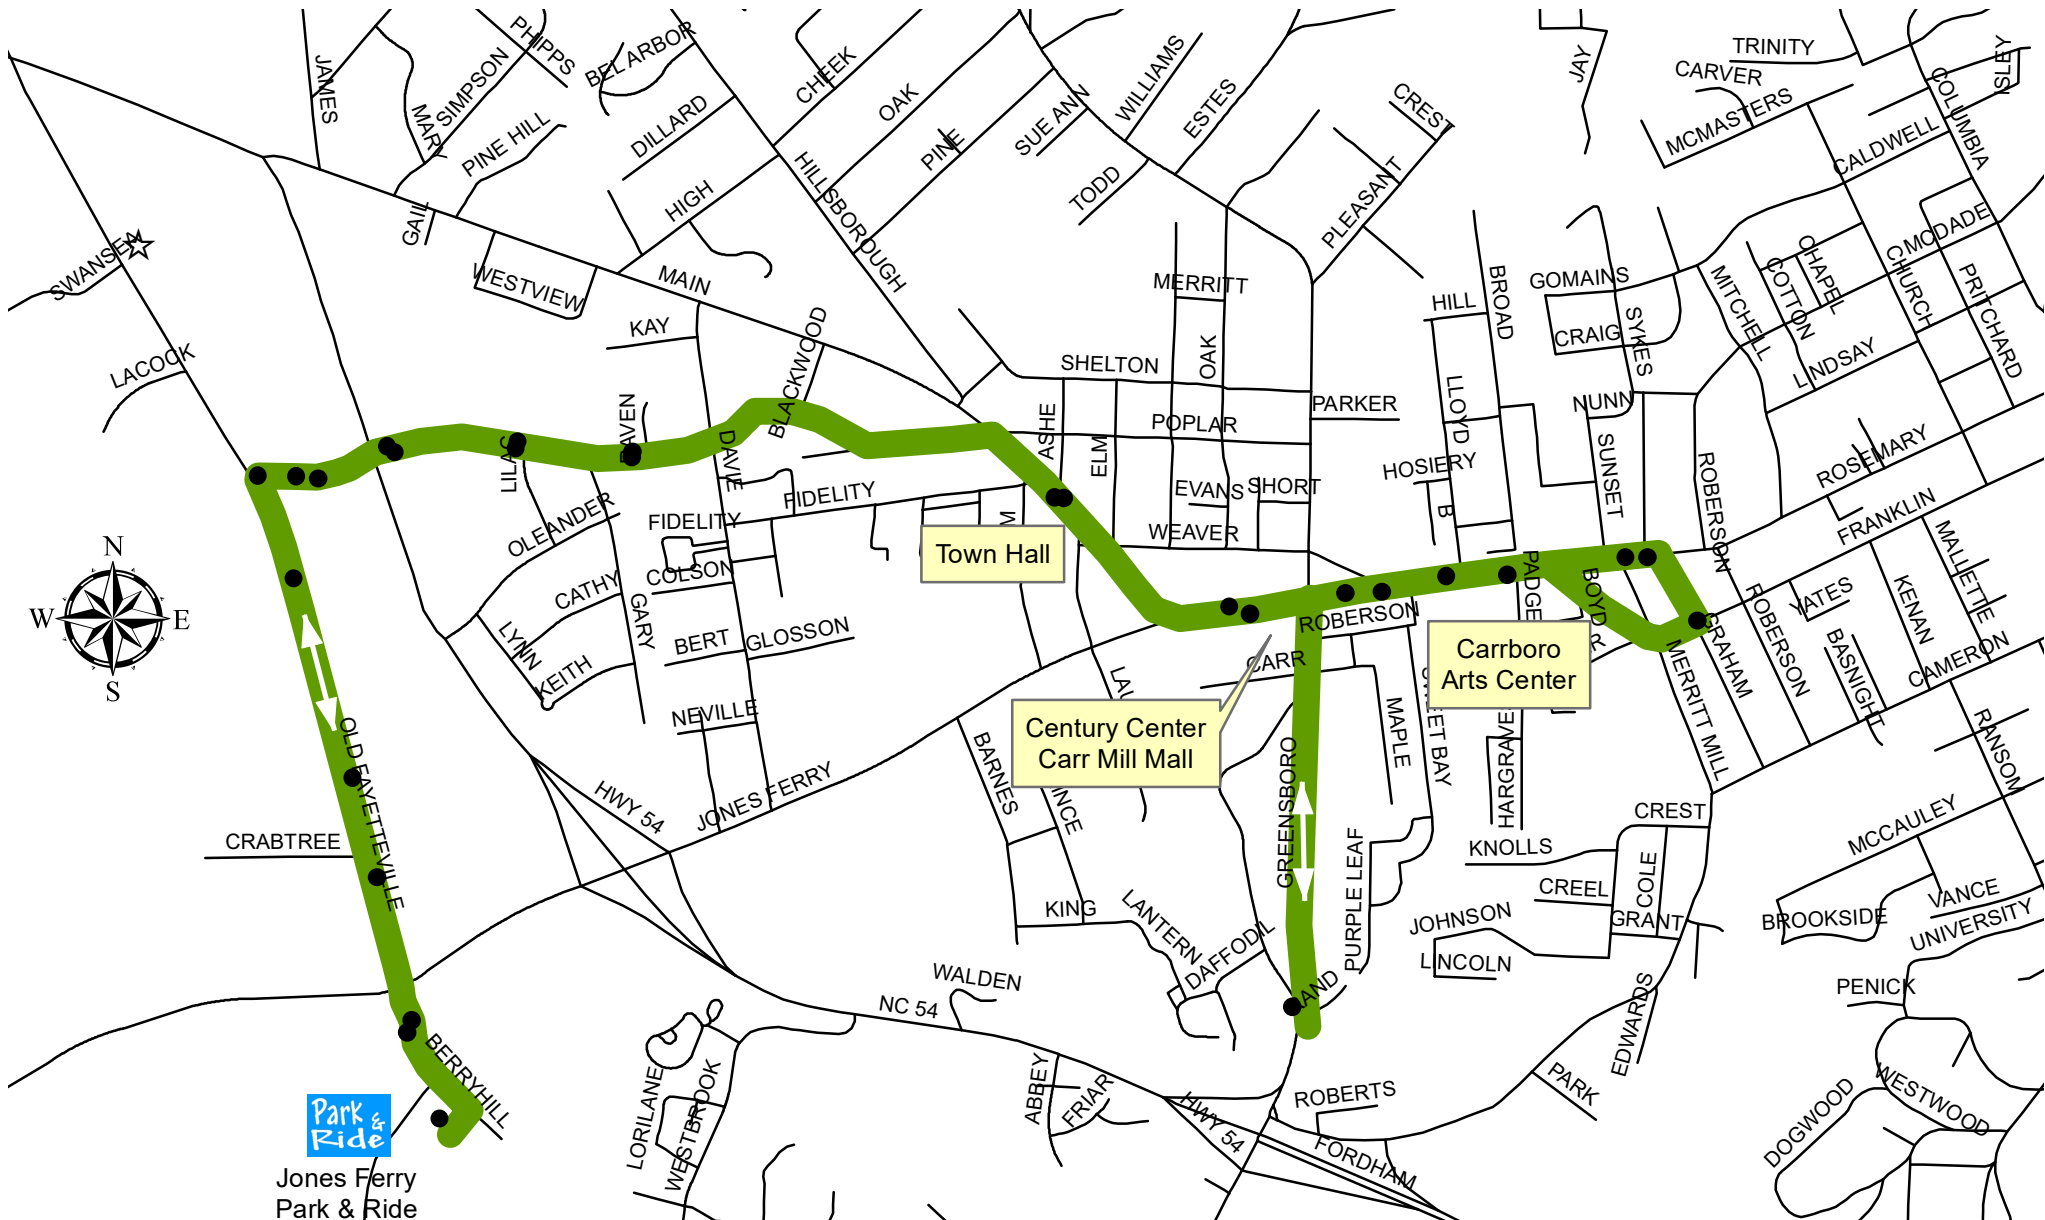 JAMES
MARY
SIMPSON
PHIPPS
BEL ARBOR
CHEEK
OAK
WILLIAMS
ESTES
CREST
JAY
TRINITY
CARVER
MCMASTERS
ISLEY
COLUMBIA
CALDWELL
PINE HILL
DILLARD
PINE
SUE ANN
TODD
PLEASANT
HIGH
HILLSBOROUGH
GAIL
SWANSEA
WESTVIEW
MAIN
MERRITT
HILL
BROAD
GOMAINS
MITCHELL
COTTON
CHAPEL
CHURCH
MCDADE
PRITCHARD
KAY
BLACKWOOD
LACOCK
SHELTON
OAK
CRAIG
SYKES
LINDSAY
LLOYD
PARKER
NUNN
POPLAR
ASHE
ELM
DAVIE
LILAC
HOSIERY
SUNSET
ROBERSON
ROSEMARY
FRANKLIN
EVANS
SHORT
B
FIDELITY
FIDELITY
OLEANDER
WEAVER
Town Hall
MALLETTE
COLSON
CATHY
GARY
LYNN
KEITH
BERT
GLOSSON
BOYD
YATES
KENAN
ROBERSON
ROBERSON
BASNIGHT
CAMERON
GRAHAM
MERRITT MILL
Carrboro
Arts Center
CARR
N
W
E
S
NEVILLE
Century Center
Carr Mill Mall
MAPLE
HARGRAVE
RANSOM
BARNES
JONES FERRY
HWY 54
OLD FAYETTEVILLE
CRABTREE
GREENSBORO
PURPLE LEAF
KNOLLS
CREST
COLE
CREEL
GRANT
MCCAULEY
VANCE
BROOKSIDE
UNIVERSITY
KING
LANTERN
DAFFODIL
JOHNSON
LINCOLN
WALDEN
NC 54
EDWARDS
PENICK
BERRYHILL
LORILANE
WESTBROOK
ABBEY
FRIAR
HWY 54
ROBERTS
FORDHAM
PARK
DOGWOOD
WESTWOOD
Park &
Ride
Jones Ferry
Park & Ride